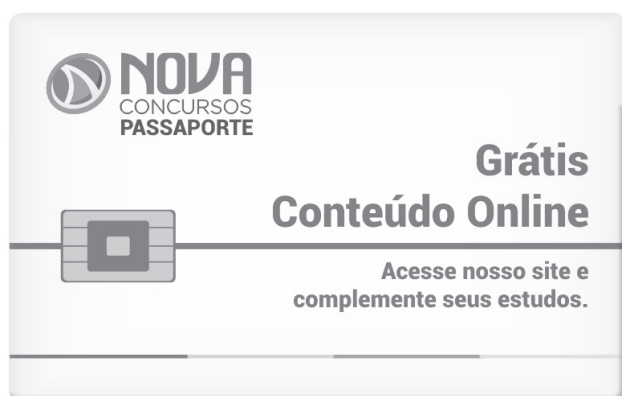 NOVA
CONCURSOS
PASSAPORTE
Grátis
Conteúdo Online
Acesse nosso site e
complemente seus estudos.